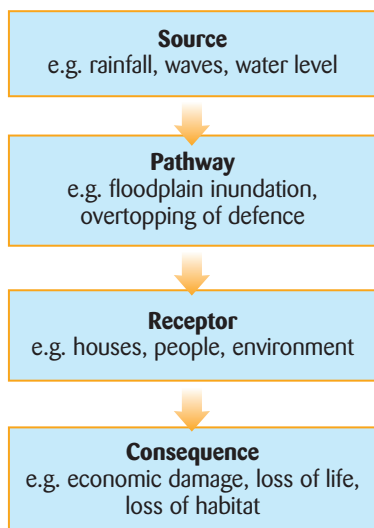 Source
e.g. rainfall, waves, water level
Pathway
e.g. floodplain inundation,
overtopping of defence
Receptor
e.g. houses, people, environment
Consequence
e.g. economic damage, loss of life,
loss of habitat